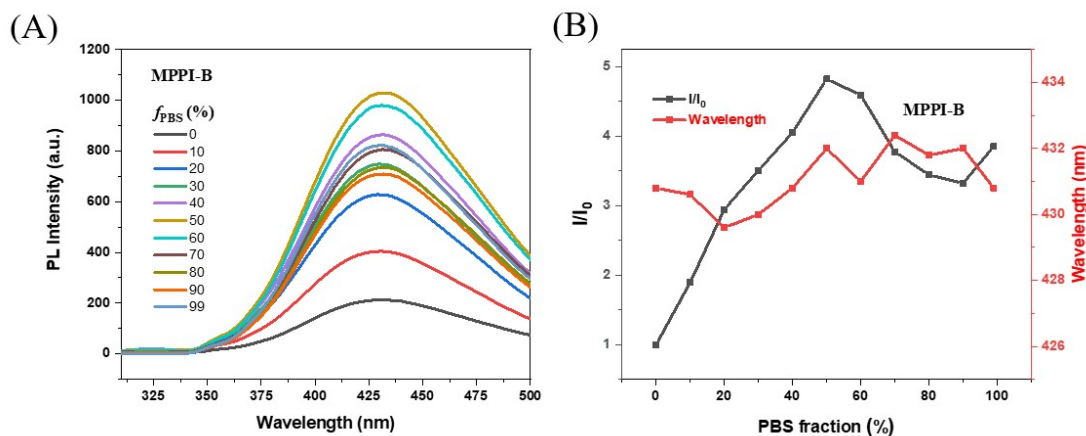 (A)
PL Intensity (a.u.)
1200
1000
800
600
400
200
0
MPPI-B
fPBS (%)
0
10
20
30
40
50
60
70
80
90
99
325 350 375 400 425 450 475 500
Wavelength (nm)
(B)
I/I0
5
4
3
2
1
I/I0
Wavelength
MPPI-B
434
432
430
428
426
Wavelength (nm)
0 20 40 60 80 100
PBS fraction (%)